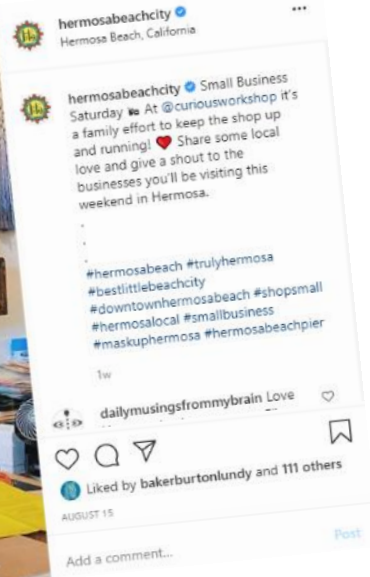 hermosabeachcity
Hermosa Beach, California
hermosabeachcity Small Business
Saturday At @curiousworkshop it's
a family effort to keep the shop up
and running! ❤️ Share some local
love and give a shout to the
businesses you'll be visiting this
weekend in Hermosa.
.
.
.
#hermosabeach #trulyhermosa
#bestlittlebeachcity
#downtownhermosabeach #shopsmall
#hermosalocal #smallbusiness
#maskuphermosa #hermosabeachpier
1w
dailymusingsfrommybrain Love
Liked by bakerburtonlundy and 111 others
AUGUST 15
Add a comment...
Post